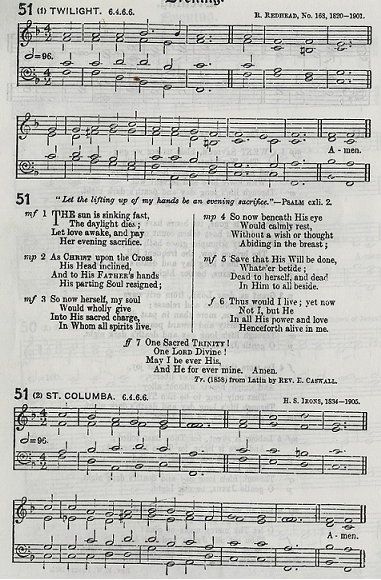 Evening.
51 (1) TWILIGHT. 6.4.6.6.
R. REDHEAD, No. 163, 1820–1901.
=96.
A - men.
51
"Let the lifting up of my hands be an evening sacrifice."—PSALM cxli. 2.
mf 1 THE sun is sinking fast,
The daylight dies;
Let love awake, and pay
Her evening sacrifice.
mp 2 As CHRIST upon the Cross
His Head inclined,
And to His FATHER'S hands
His parting Soul resigned;
mf 3 So now herself, my soul
Would wholly give
Into His sacred charge,
In Whom all spirits live.
mp 4 So now beneath His eye
Would calmly rest,
Without a wish or thought
Abiding in the breast;
mf 5 Save that His Will be done,
Whate'er betide;
Dead to herself, and dead
In Him to all beside.
f 6 Thus would I live; yet now
Not I, but He
In all His power and love
Henceforth alive in me.
ff 7 One Sacred TRINITY!
One LORD Divine!
May I be ever His,
And He for ever mine. Amen.
Tr. (1858) from Latin by REV. E. CASWALL.
51 (2) ST. COLUMBA. 6.4.6.6.
H. S. IRONS, 1834–1905.
=96.
A - men.